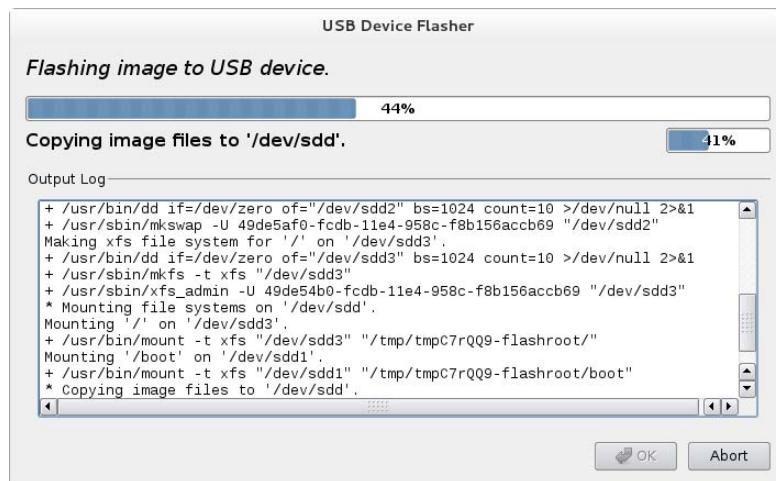 USB Device Flasher
Flashing image to USB device.
44%
Copying image files to '/dev/sdd'.
41%
Output Log
+ /usr/bin/dd if=/dev/zero of="/dev/sdd2" bs=1024 count=10 >/dev/null 2>&1
+ /usr/sbin/mkswap -U 49de5af0-fcdb-11e4-958c-f8b156accb69 "/dev/sdd2"
Making xfs file system for '/' on '/dev/sdd3'.
+ /usr/bin/dd if=/dev/zero of="/dev/sdd3" bs=1024 count=10 >/dev/null 2>&1
+ /usr/sbin/mkfs -t xfs "/dev/sdd3"
+ /usr/sbin/xfs_admin -U 49de54b0-fcdb-11e4-958c-f8b156accb69 "/dev/sdd3"
* Mounting file systems on '/dev/sdd'.
Mounting '/' on '/dev/sdd3'.
+ /usr/bin/mount -t xfs "/dev/sdd3" "/tmp/tmpC7rQQ9-flashroot/"
Mounting '/boot' on '/dev/sdd1'.
+ /usr/bin/mount -t xfs "/dev/sdd1" "/tmp/tmpC7rQQ9-flashroot/boot"
* Copying image files to '/dev/sdd'.
OK
Abort